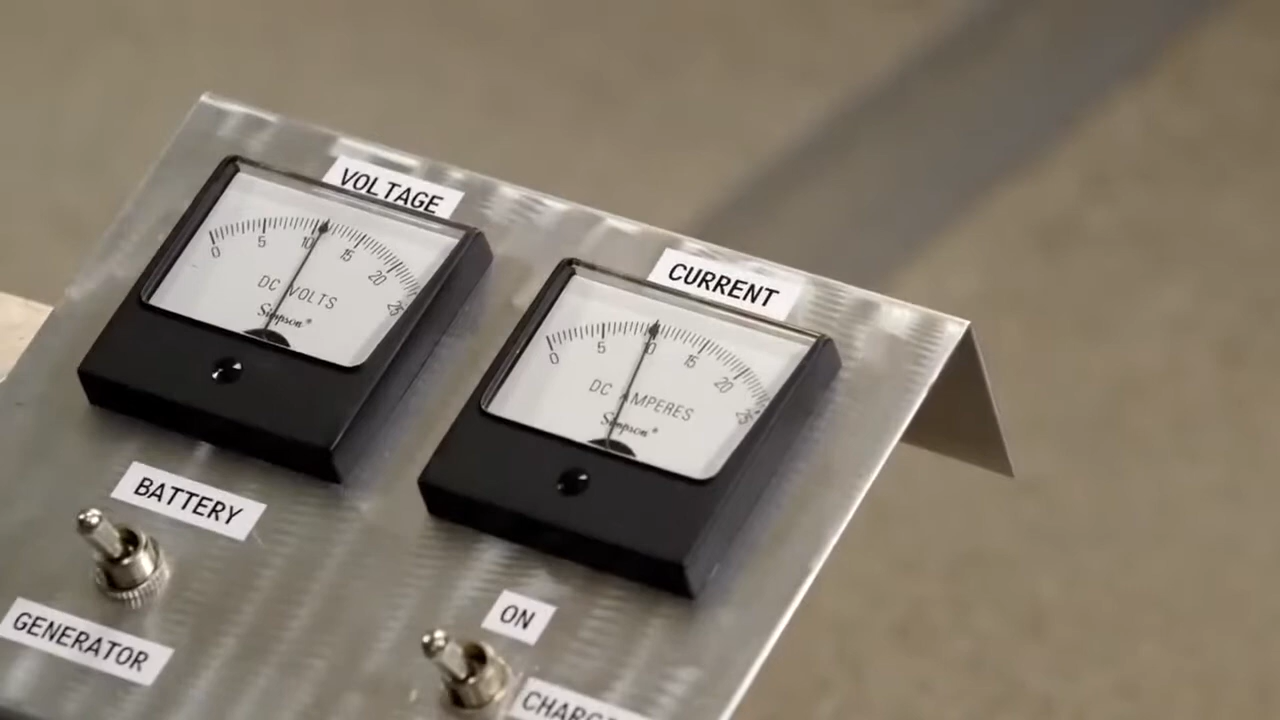 VOLTAGE
0 5 10 15 20 25
DC VOLTS
Simpson®
CURRENT
0 5 10 15 20 25
DC AMPERES
Simpson®
BATTERY
GENERATOR
ON